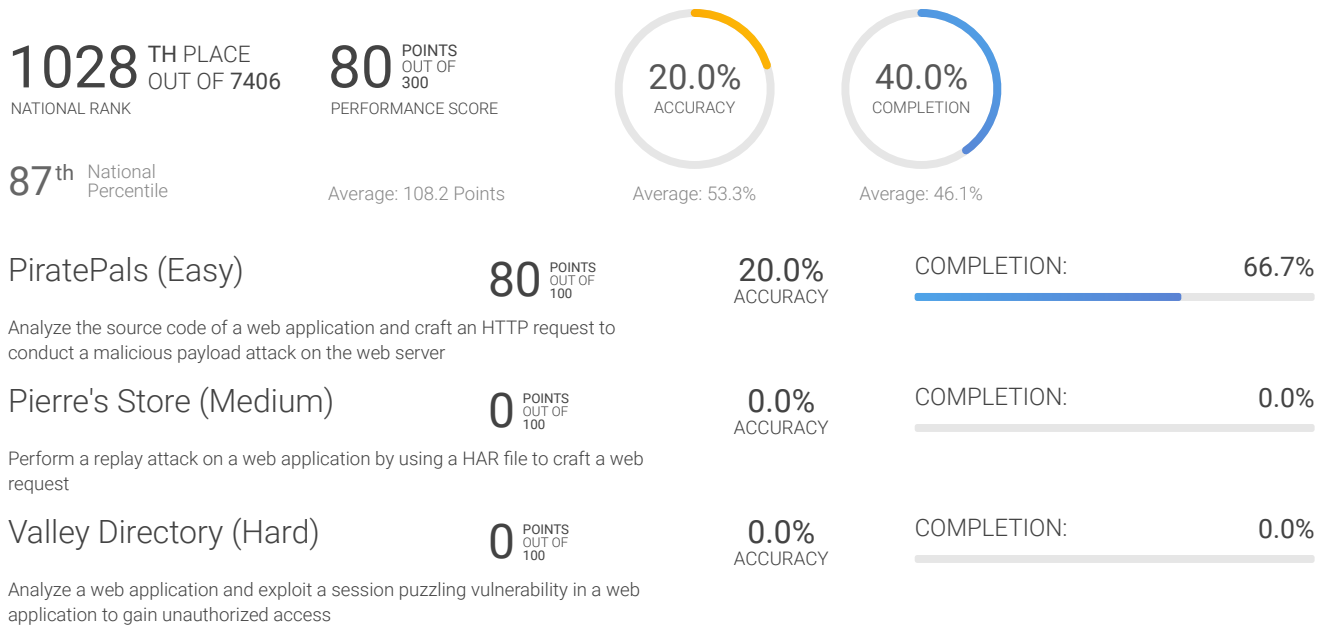 1028 TH PLACE
OUT OF 7406
NATIONAL RANK
87th National
Percentile
80 POINTS
OUT OF
300
PERFORMANCE SCORE
Average: 108.2 Points
20.0%
ACCURACY
Average: 53.3%
40.0%
COMPLETION
Average: 46.1%
PiratePals (Easy)
80 POINTS
OUT OF
100
20.0%
ACCURACY
COMPLETION: 66.7%
Analyze the source code of a web application and craft an HTTP request to
conduct a malicious payload attack on the web server
Pierre's Store (Medium)
0 POINTS
OUT OF
100
0.0%
ACCURACY
COMPLETION: 0.0%
Perform a replay attack on a web application by using a HAR file to craft a web
request
Valley Directory (Hard)
0 POINTS
OUT OF
100
0.0%
ACCURACY
COMPLETION: 0.0%
Analyze a web application and exploit a session puzzling vulnerability in a web
application to gain unauthorized access